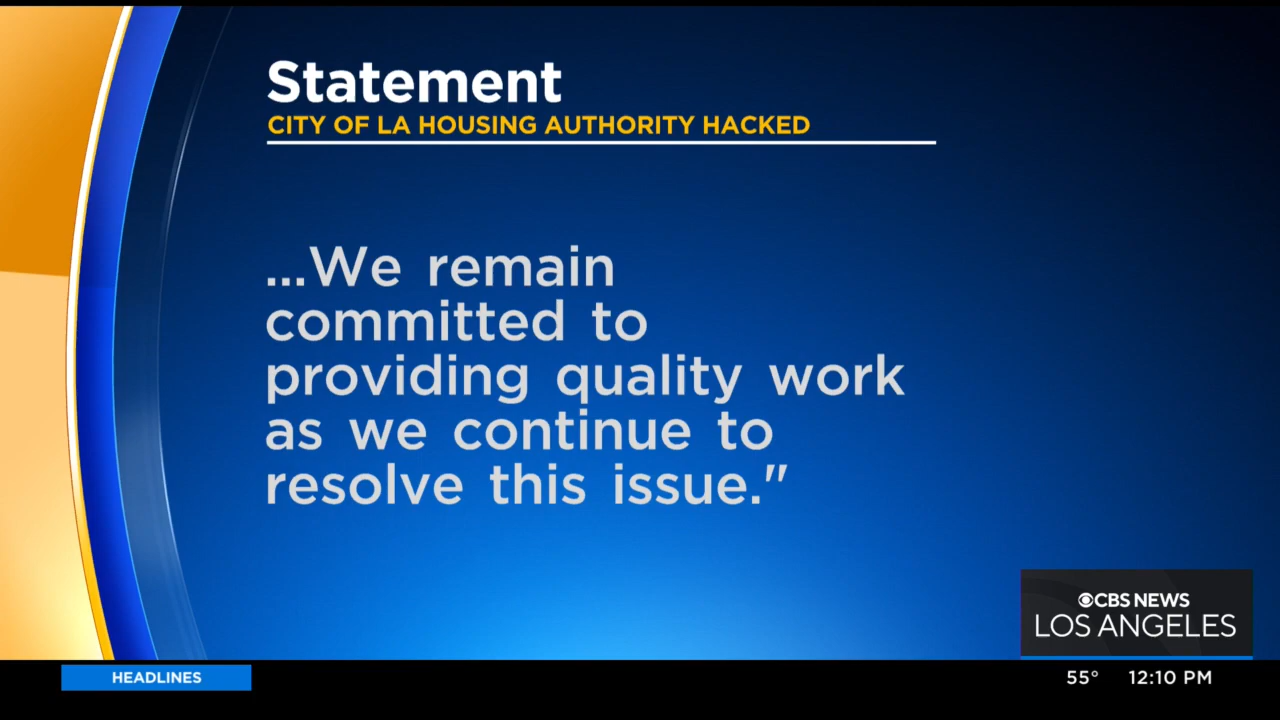 Statement
CITY OF LA HOUSING AUTHORITY HACKED
...We remain
committed to
providing quality work
as we continue to
resolve this issue."
CBS NEWS
LOS ANGELES
HEADLINES
55° 12:10 PM